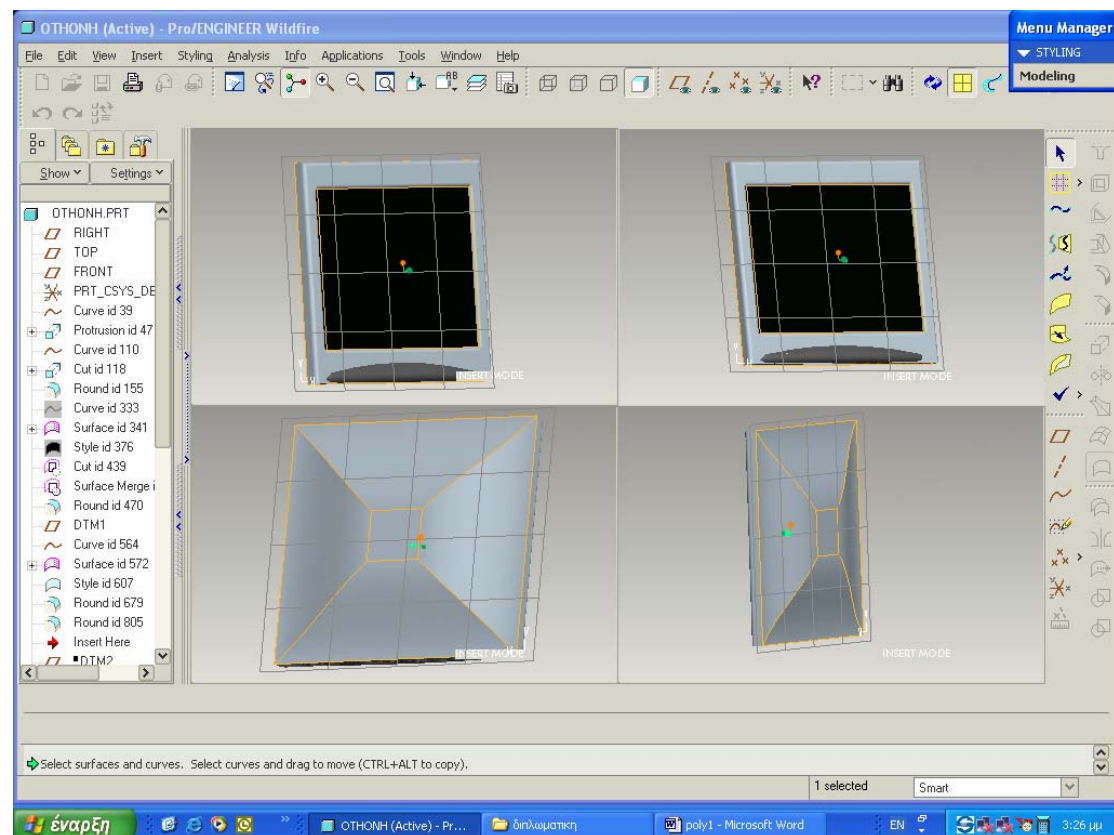 OTHONH (Active) - Pro/ENGINEER Wildfire
Menu Manager
File Edit View Insert Styling Analysis Info Applications Tools Window Help
STYLING
Modeling
Show Settings
OTHONH.PRT
RIGHT
TOP
FRONT
PRT_CSYS_DE
Curve id 39
Protrusion id 47
Curve id 110
Cut id 118
Round id 155
Curve id 333
Surface id 341
Style id 376
Cut id 439
Surface Merge i
Round id 470
DTM1
Curve id 564
Surface id 572
Style id 607
Round id 679
Round id 805
Insert Here
DTM2
INSERT MODE
INSERT MODE
INSERT MODE
INSERT MODE
Select surfaces and curves. Select curves and drag to move (CTRL+ALT to copy).
1 selected Smart
έναρξη OTHONH (Active) - Pr... διπλωματικη poly1 - Microsoft Word EN 3:26 μμ